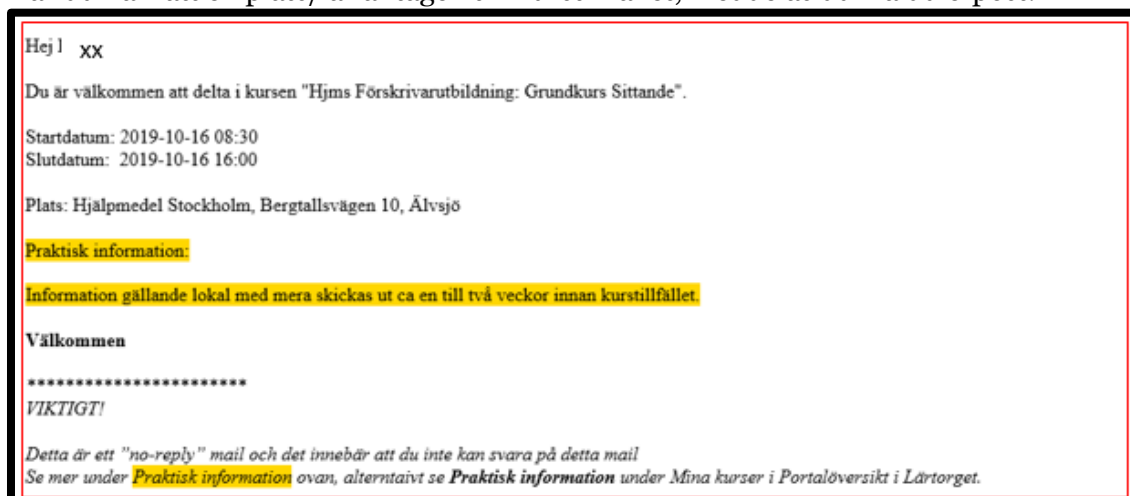 Hej
xx
Du är välkommen att delta i kursen "Hjms Förskrivarutbildning: Grundkurs Sittande".
Startdatum: 2019-10-16 08:30
Slutdatum: 2019-10-16 16:00
Plats: Hjälpmedel Stockholm, Bergtallsvägen 10, Älvsjö
Praktisk information:
Information gällande lokal med mera skickas ut ca en till två veckor innan kurstillfället.
Välkommen
************************
VIKTIGT!
Detta är ett "no-reply" mail och det innebär att du inte kan svara på detta mail
Se mer under Praktisk information ovan, alterntaivt se Praktisk information under Mina kurser i Portalöversikt i Lärtorget.